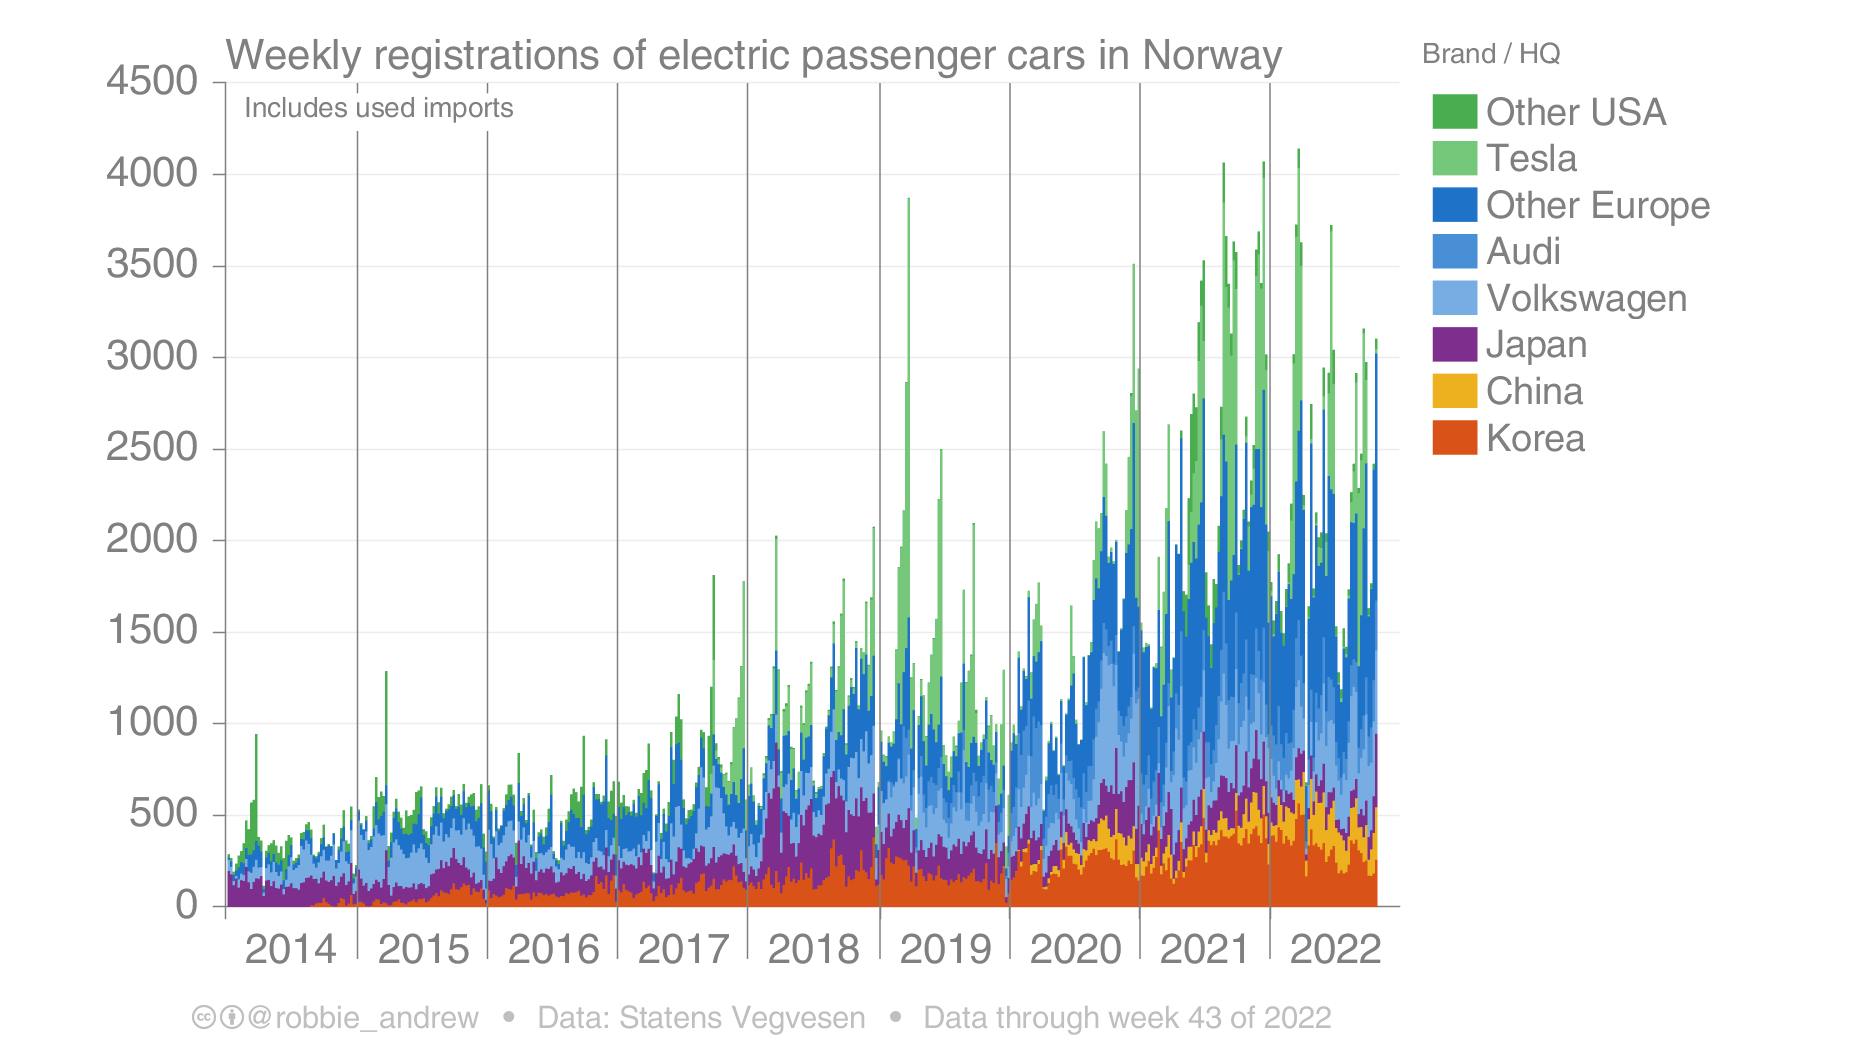 Weekly registrations of electric passenger cars in Norway
Includes used imports
4500
4000
3500
3000
2500
2000
1500
1000
500
0
2014 2015 2016 2017 2018 2019 2020 2021 2022
Brand / HQ
Other USA
Tesla
Other Europe
Audi
Volkswagen
Japan
China
Korea
cc @robbie_andrew • Data: Statens Vegvesen • Data through week 43 of 2022